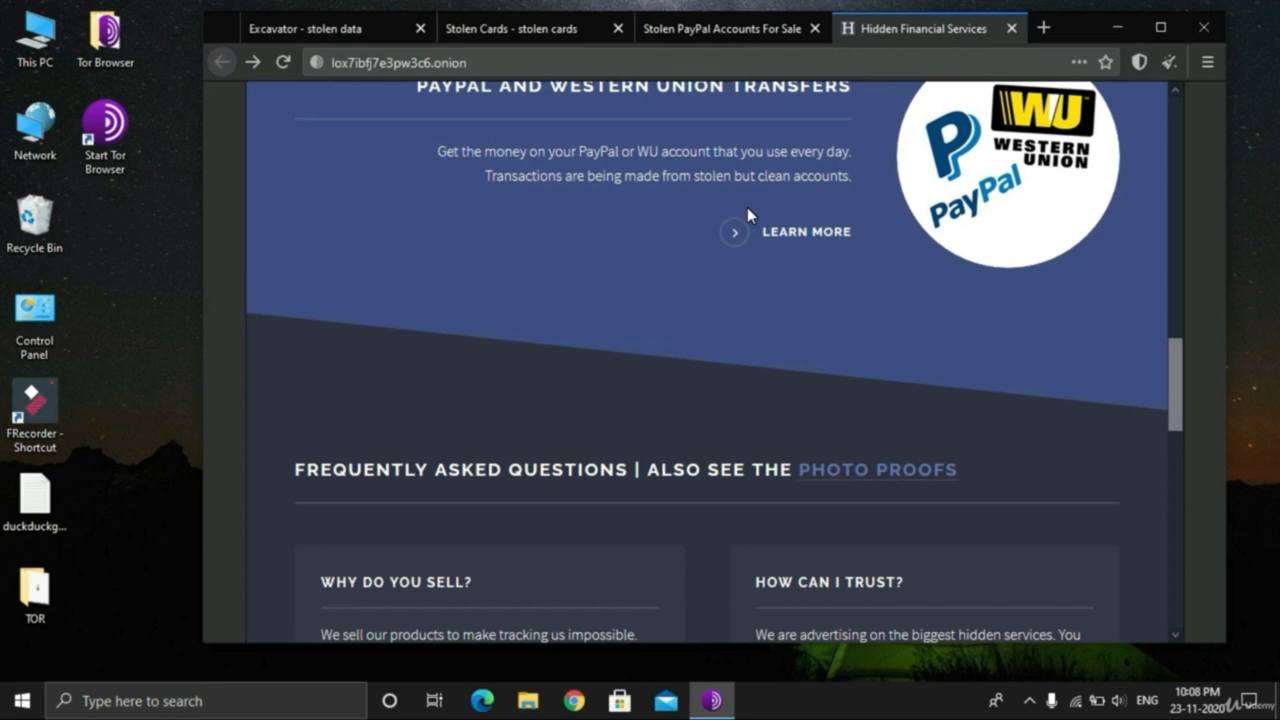 This PC
Tor Browser
Network
Start Tor
Browser
Recycle Bin
Control
Panel
FRecorder -
Shortcut
duckduckg...
TOR
Excavator - stolen data
Stolen Cards - stolen cards
Stolen PayPal Accounts For Sale
H Hidden Financial Services
lox7ibfj7e3pw3c6.onion
PAYPAL AND WESTERN UNION TRANSFERS
Get the money on your PayPal or WU account that you use every day.
Transactions are being made from stolen but clean accounts.
LEARN MORE
WU
WESTERN
UNION
PayPal
FREQUENTLY ASKED QUESTIONS | ALSO SEE THE PHOTO PROOFS
WHY DO YOU SELL?
We sell our products to make tracking us impossible.
HOW CAN I TRUST?
We are advertising on the biggest hidden services. You
Type here to search
ENG
10:08 PM
23-11-2020
Udemy